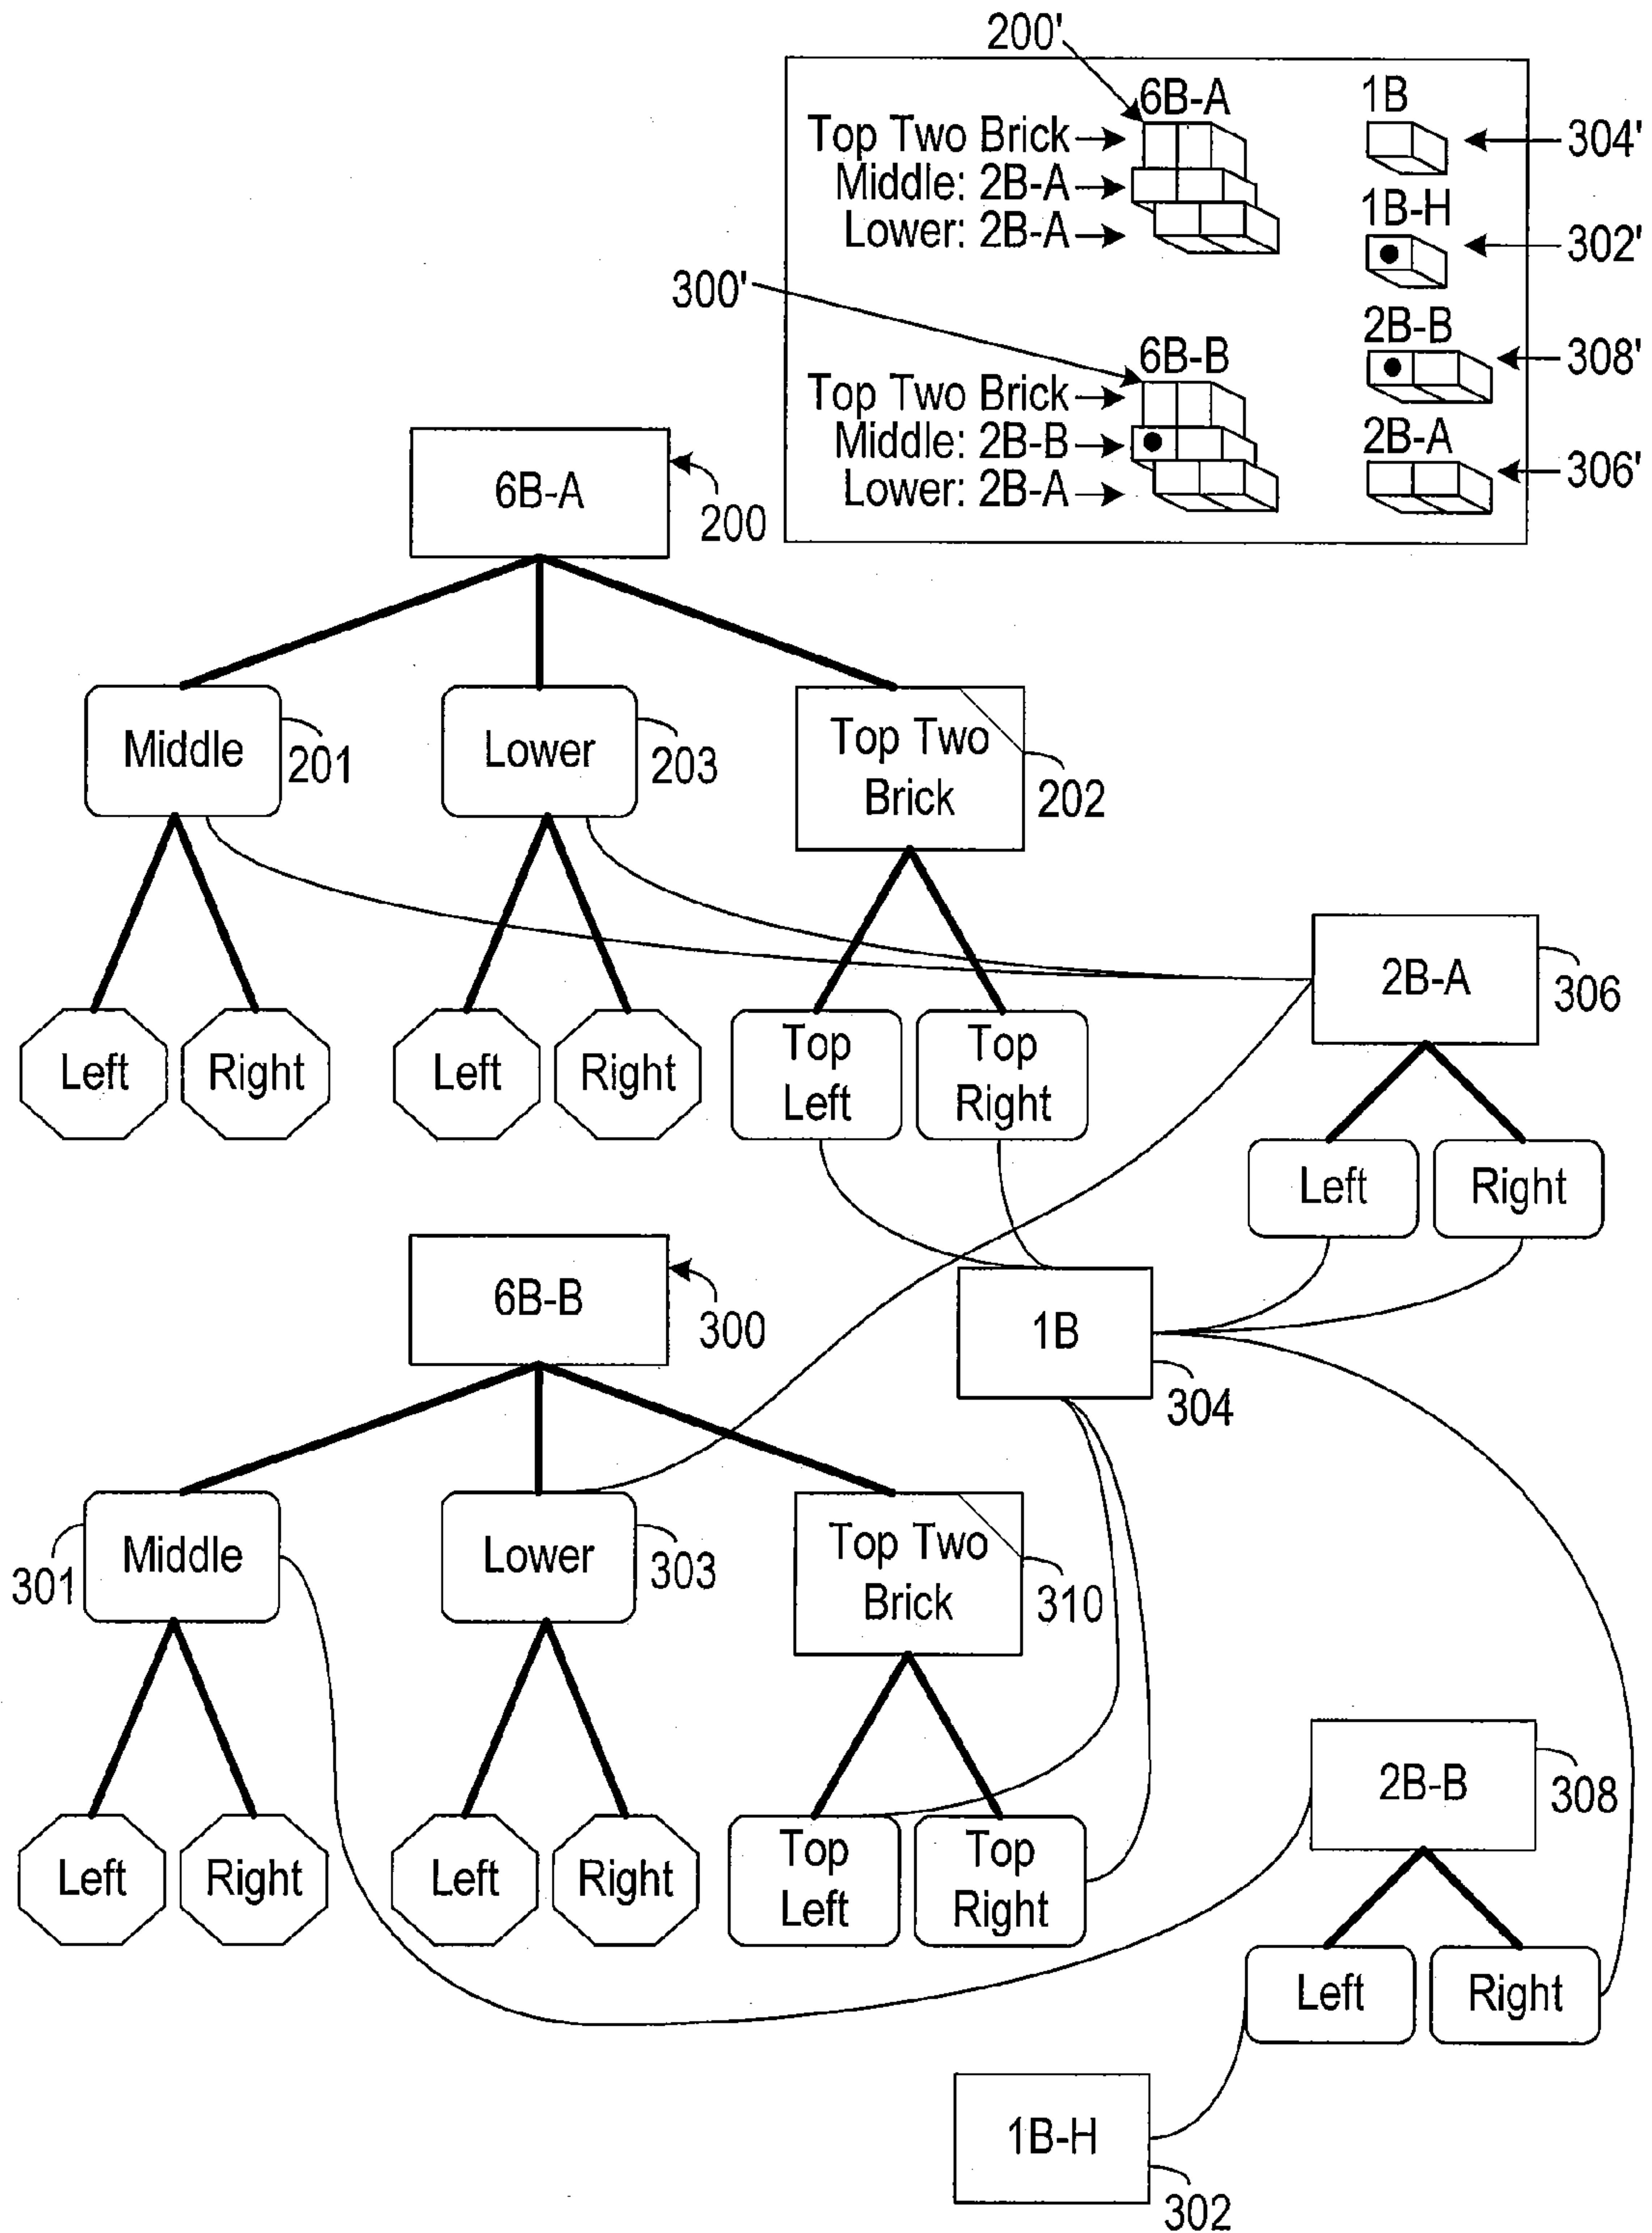 200'
6B-A
1B
Top Two Brick
304'
Middle: 2B-A
1B-H
Lower: 2B-A
302'
300'
2B-B
6B-B
308'
Top Two Brick
Middle: 2B-B
2B-A
306'
Lower: 2B-A
6B-A
200
Middle
201
Lower
203
Top Two
Brick
202
2B-A
306
Left
Right
Left
Right
Top
Left
Top
Right
Left
Right
6B-B
300
1B
304
Middle
301
Lower
303
Top Two
Brick
310
2B-B
308
Left
Right
Left
Right
Top
Left
Top
Right
Left
Right
1B-H
302